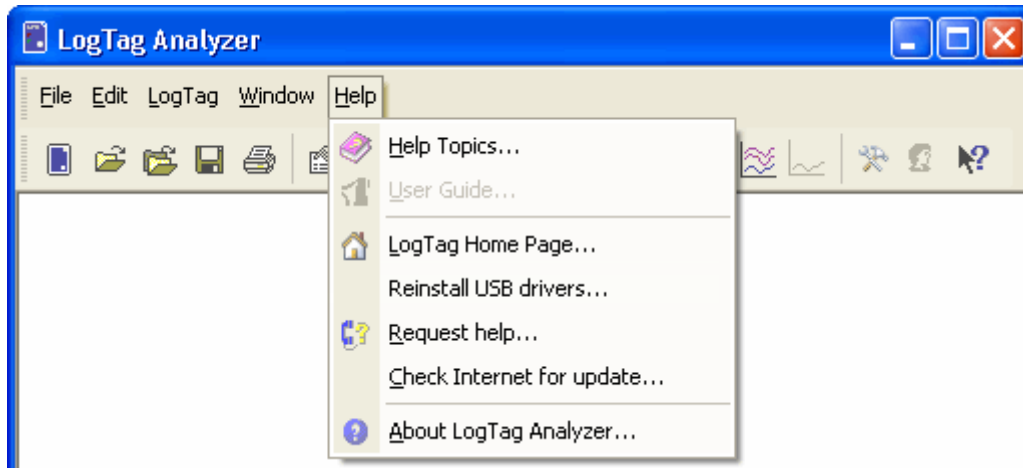 LogTag Analyzer
File Edit LogTag Window Help
Help Topics...
User Guide...
LogTag Home Page...
Reinstall USB drivers...
Request help...
Check Internet for update...
About LogTag Analyzer...